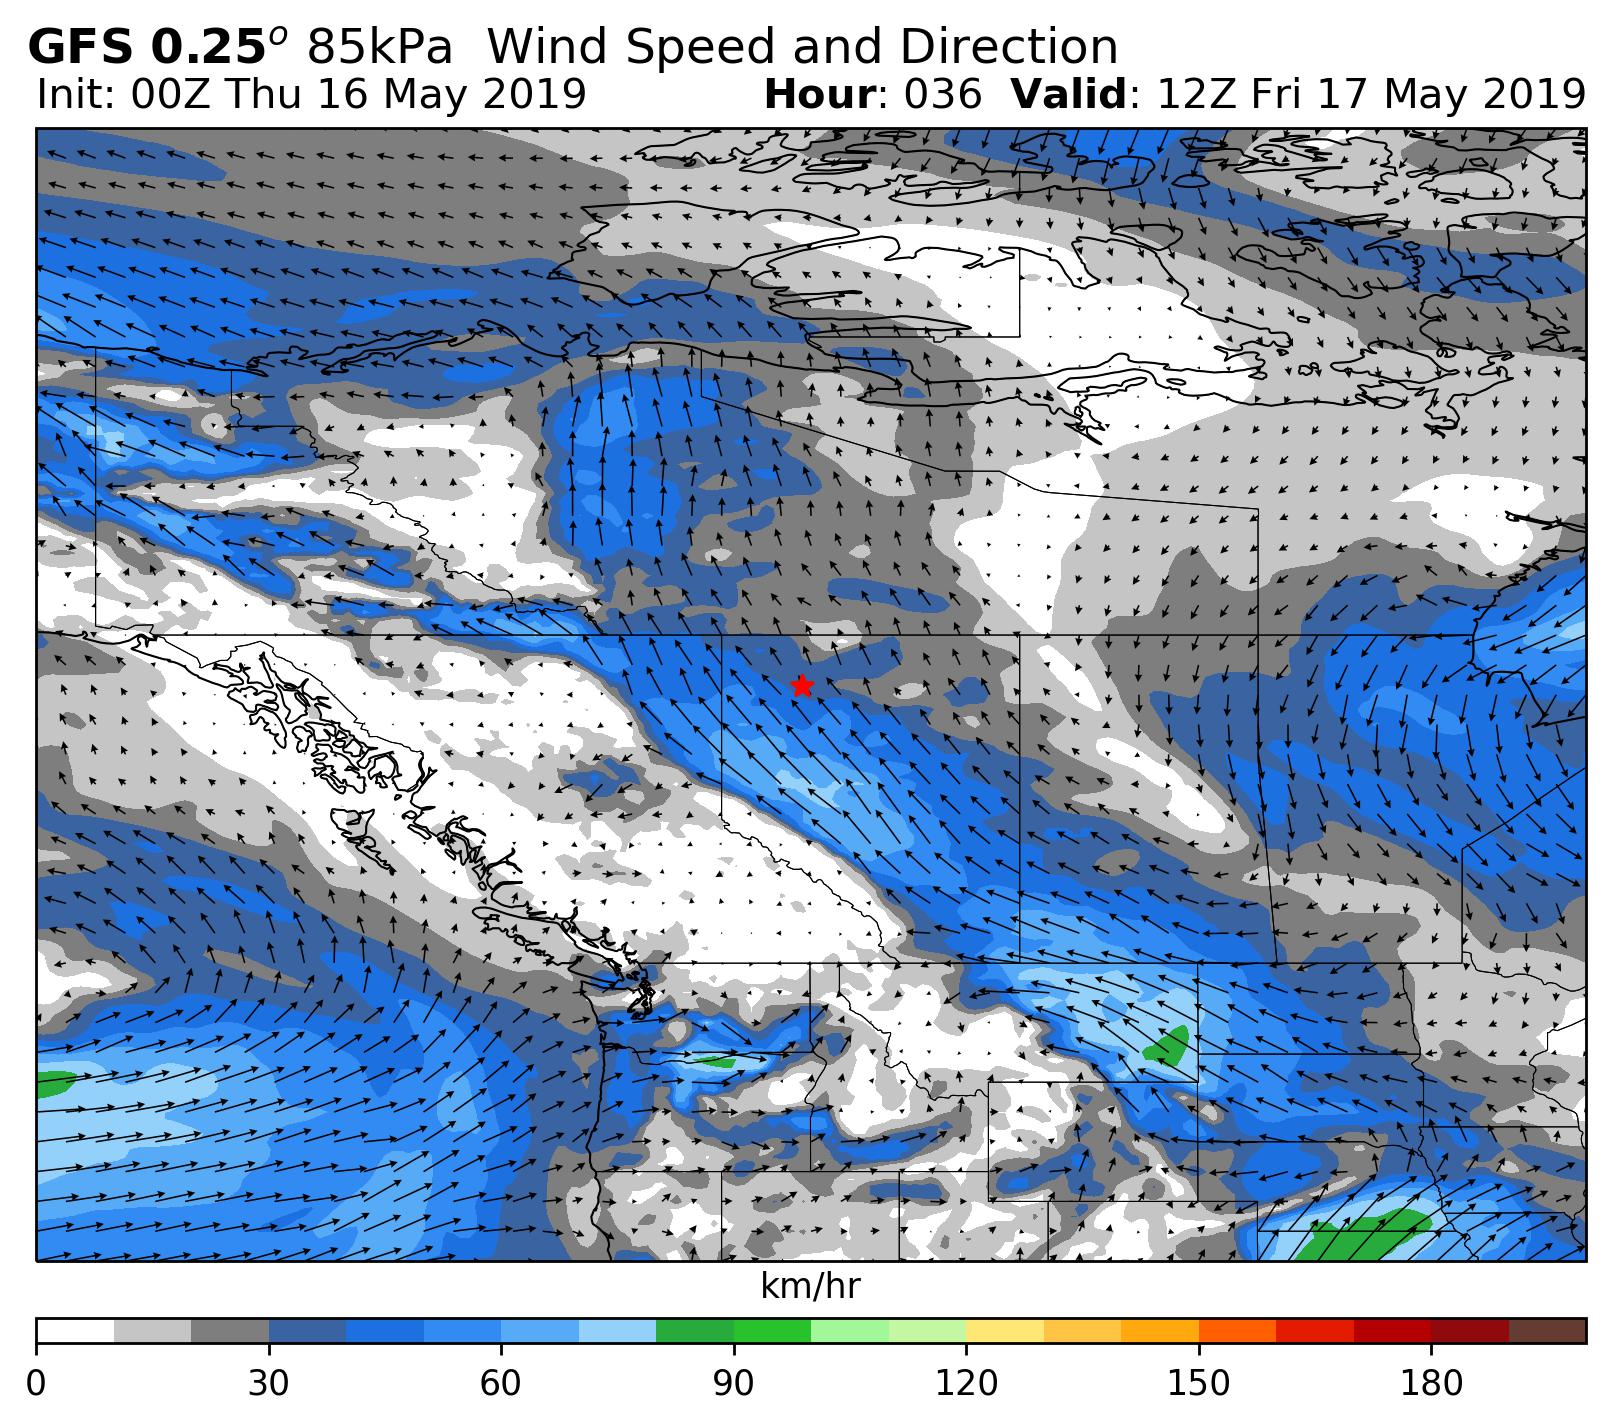 GFS 0.25° 85kPa Wind Speed and Direction
Init: 00Z Thu 16 May 2019 Hour: 036 Valid: 12Z Fri 17 May 2019
km/hr
0 30 60 90 120 150 180